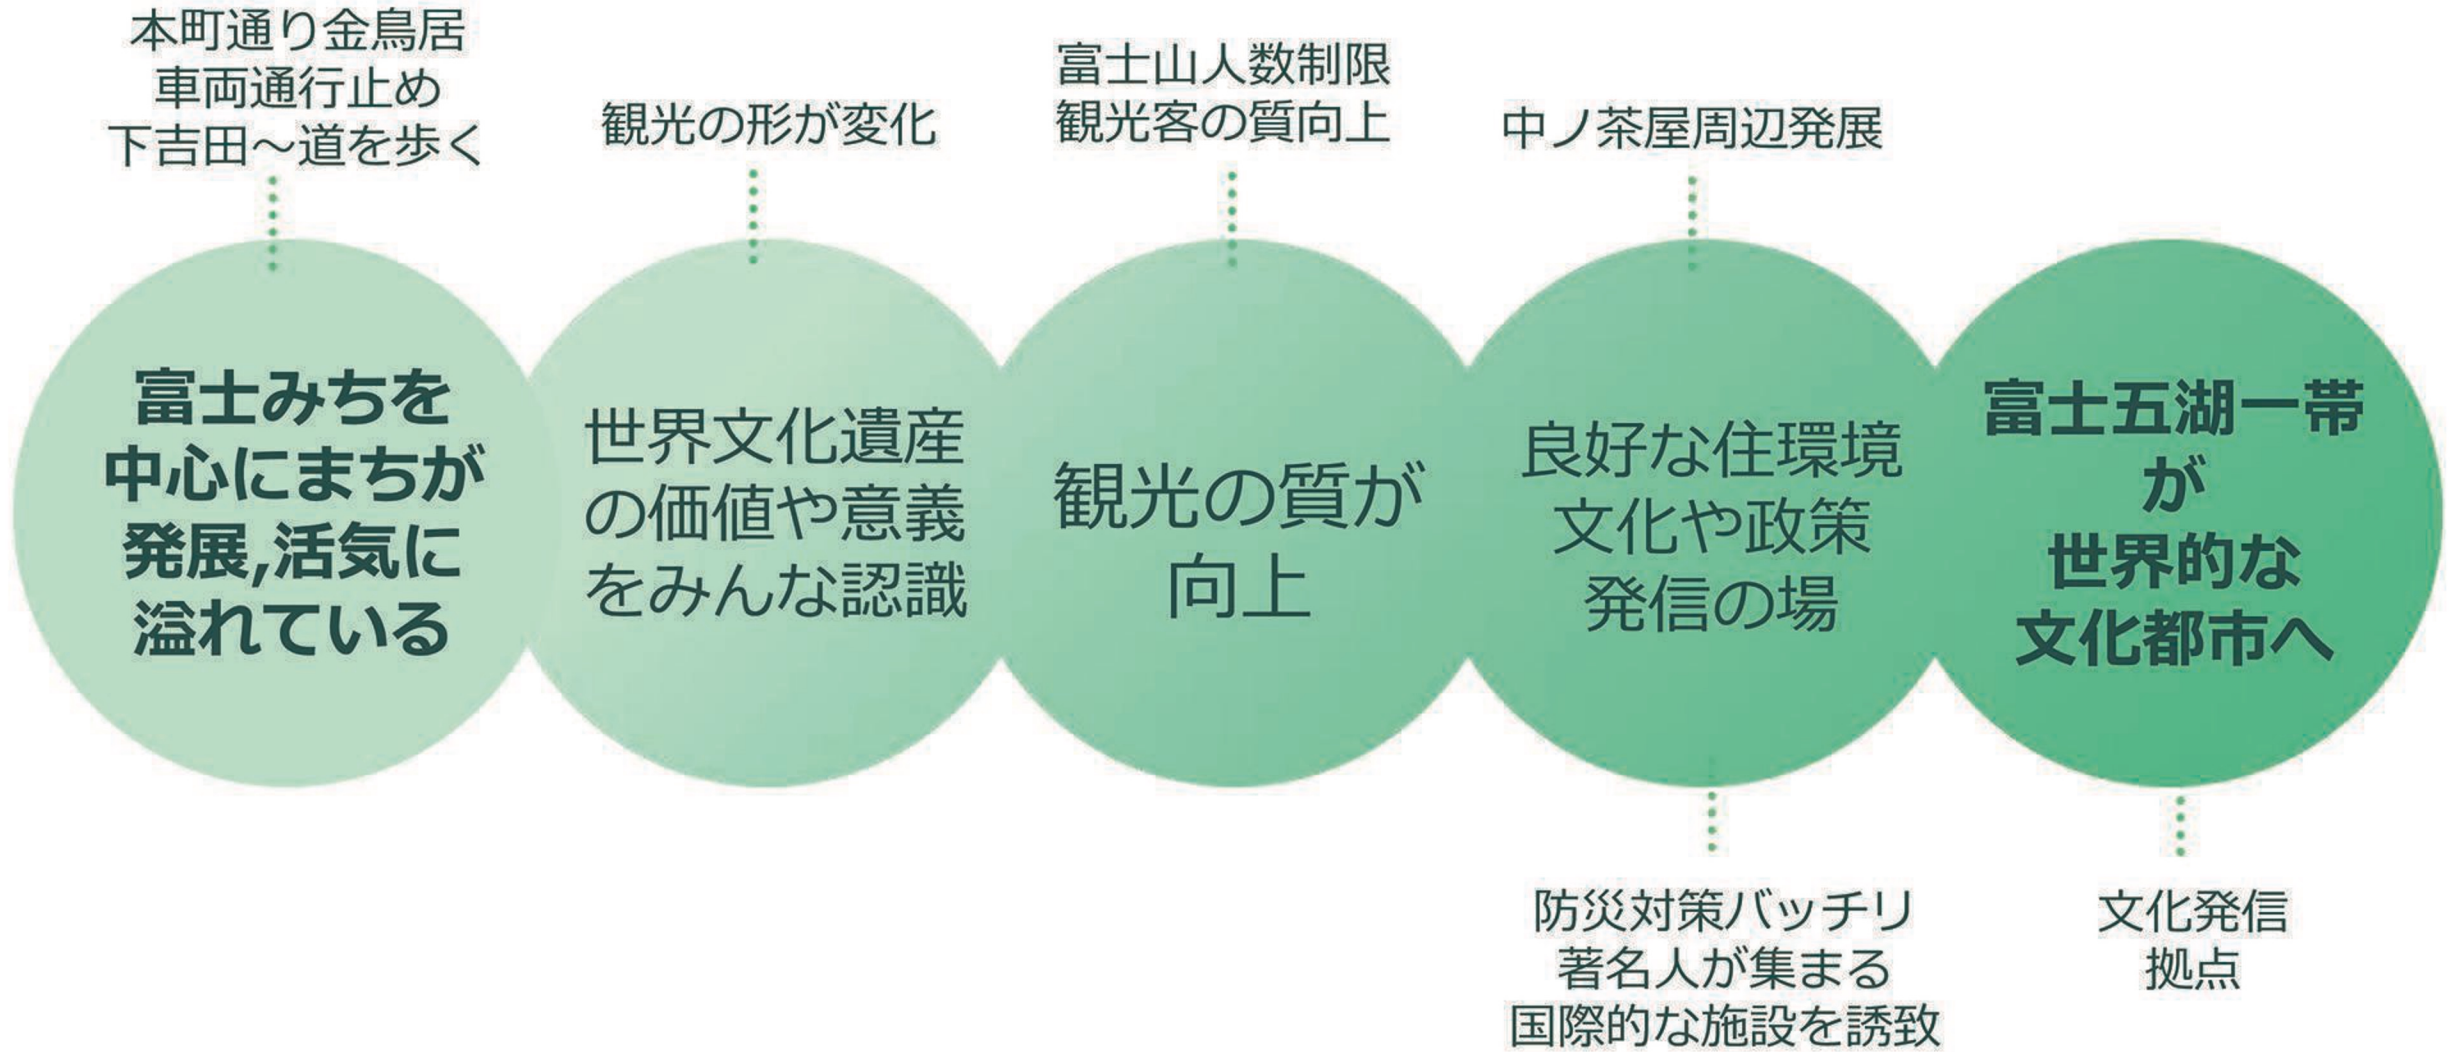 本町通り金鳥居
車両通行止め
下吉田～道を歩く
富士みちを
中心にまちが
発展,活気に
溢れている
観光の形が変化
世界文化遺産
の価値や意義
をみんな認識
富士山人数制限
観光客の質向上
観光の質が
向上
中ノ茶屋周辺発展
良好な住環境
文化や政策
発信の場
防災対策バッチリ
著名人が集まる
国際的な施設を誘致
富士五湖一帯
が
世界的な
文化都市へ
文化発信
拠点